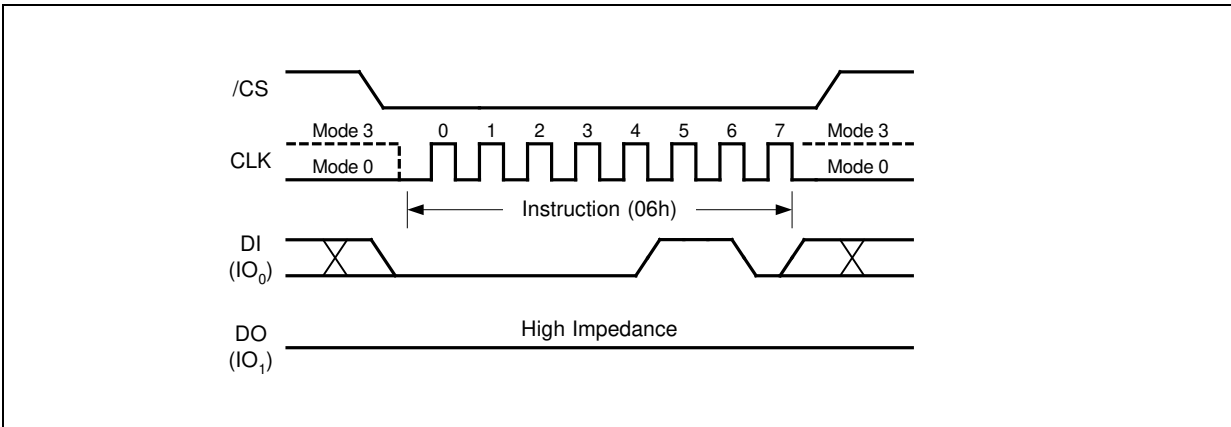 /CS
Mode 3 0 1 2 3 4 5 6 7 Mode 3
CLK Mode 0 Mode 0
Instruction (06h)
DI
(IO₀)
High Impedance
DO
(IO₁)